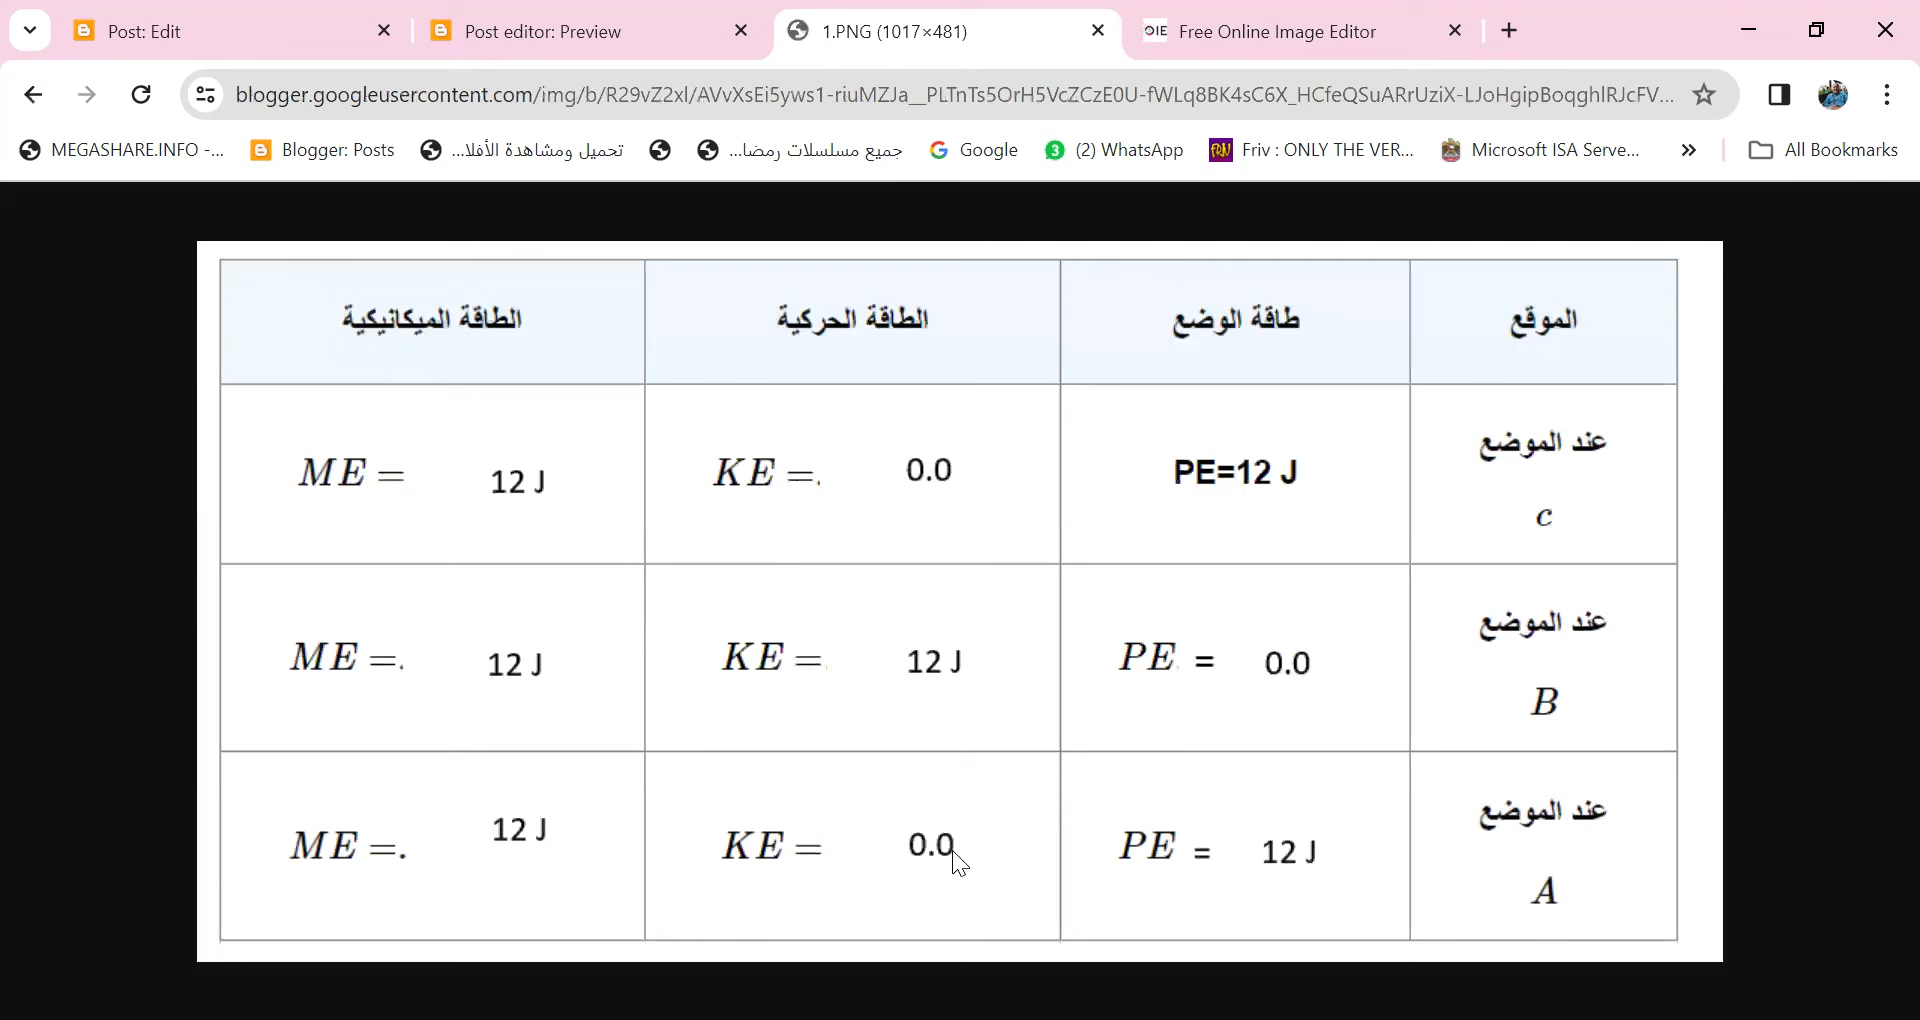 Post: Edit
Post editor: Preview
1.PNG (1017×481)
OIE Free Online Image Editor
blogger.googleusercontent.com/img/b/R29vZ2xl/AVvXsEi5yws1-riuMZJa__PLTnTs5OrH5VcZCzE0U-fWLq8BK4sC6X_HCfeQSuARrUziX-LJoHgipBoqghlRJcFV...
MEGASHARE.INFO -...
Blogger: Posts
تحميل ومشاهدة الأفلا...
جميع مسلسلات رمضا...
Google
3 (2) WhatsApp
FRIV Friv : ONLY THE VER...
Microsoft ISA Serve...
All Bookmarks
الموقع طاقة الوضع الطاقة الحركية الطاقة الميكانيكية
عند الموضع
c
PE=12 J
KE =. 0.0
ME = 12 J
عند الموضع
B
PE = 0.0
KE = 12 J
ME =. 12 J
عند الموضع
A
PE = 12 J
KE = 0.0
ME =. 12 J